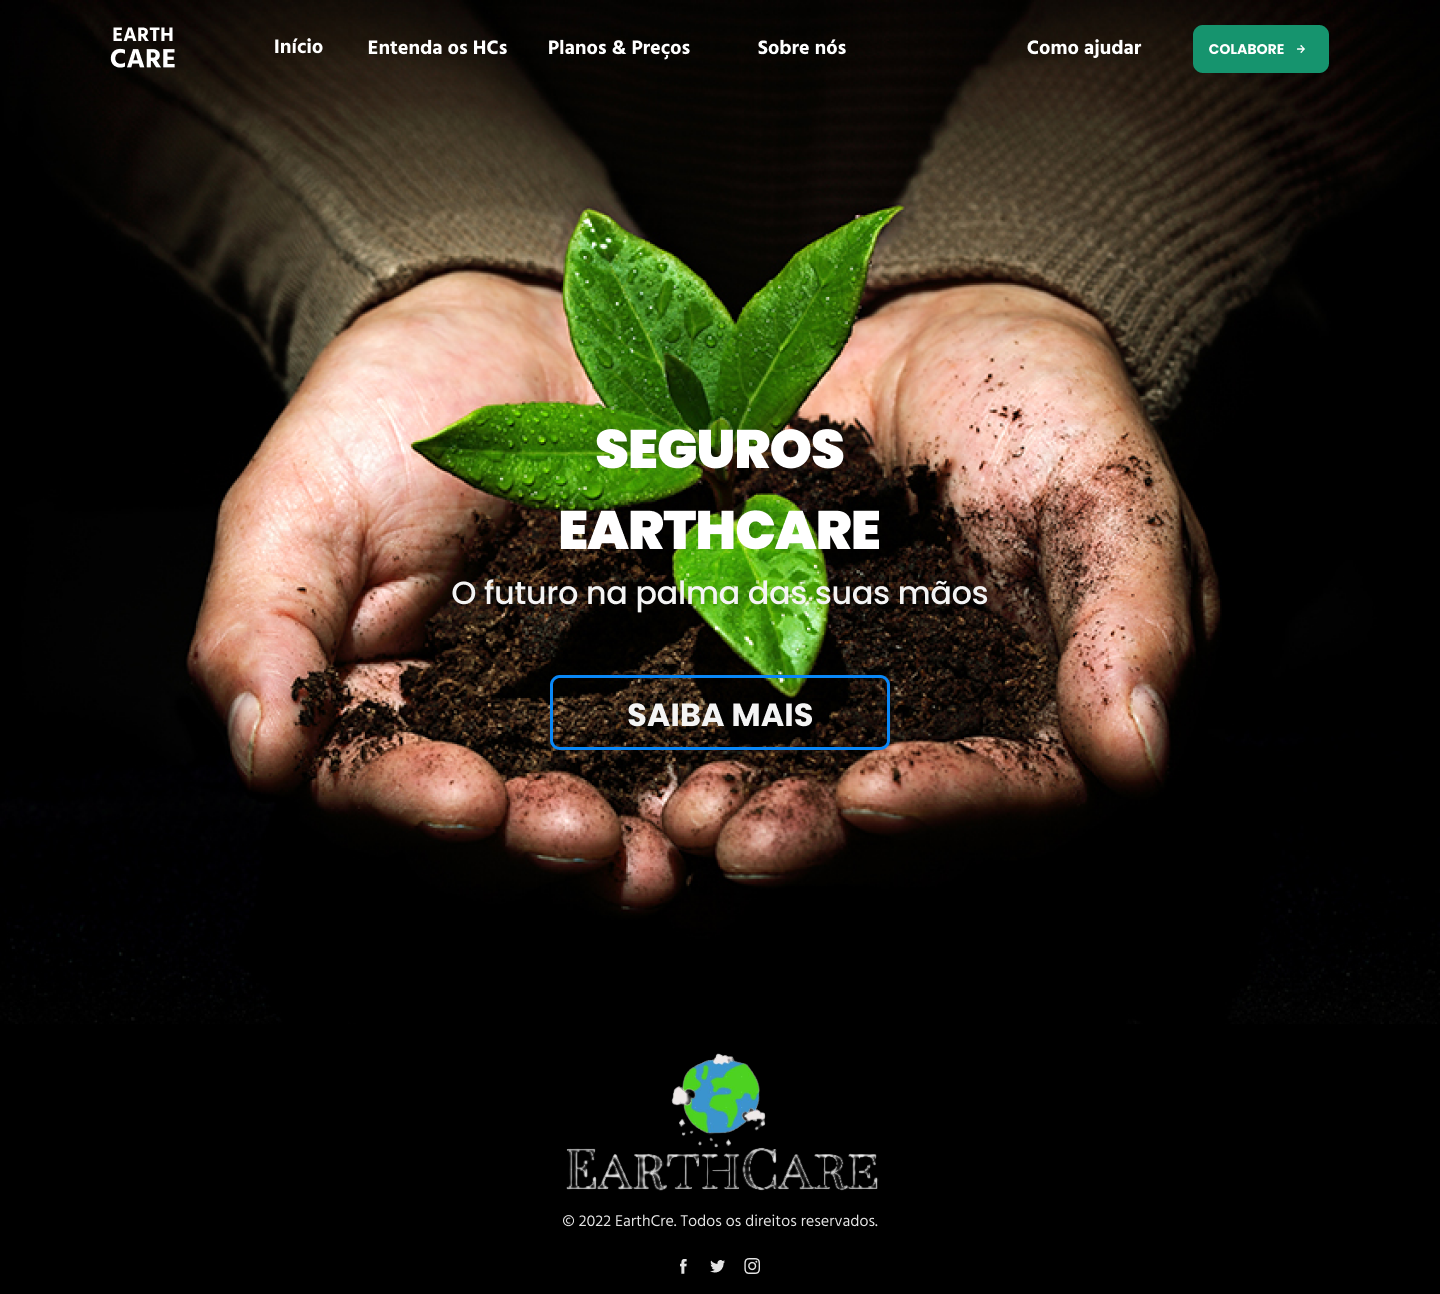 EARTH
CARE
Início
Entenda os HCs
Planos & Preços
Sobre nós
Como ajudar
COLABORE
SEGUROS
EARTHCARE
O futuro na palma das suas mãos
SAIBA MAIS
EARTHCARE
© 2022 EarthCre. Todos os direitos reservados.